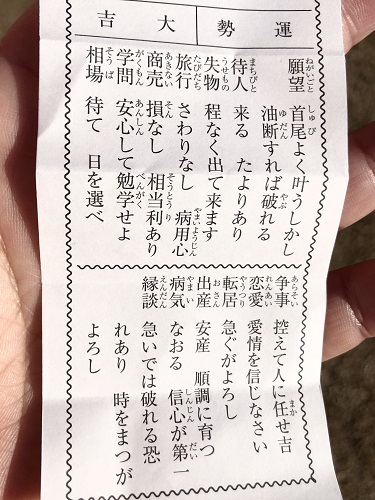 運勢 大吉
願望 首尾よく叶うしかし
油断すれば破れる
待人 来る たよりあり
失物 程なく出て来ます
旅行 さわりなし 病用心
商売 損なし 相当利あり
学問 安心して勉学せよ
相場 待て 日を選べ
争事 控えて人に任せ吉
恋愛 愛情を信じなさい
転居 急ぐがよろし
出産 安産 順調に育つ
病気 なおる 信心が第一
縁談 急いでは破れる恐
れあり 時をまつが
よろし